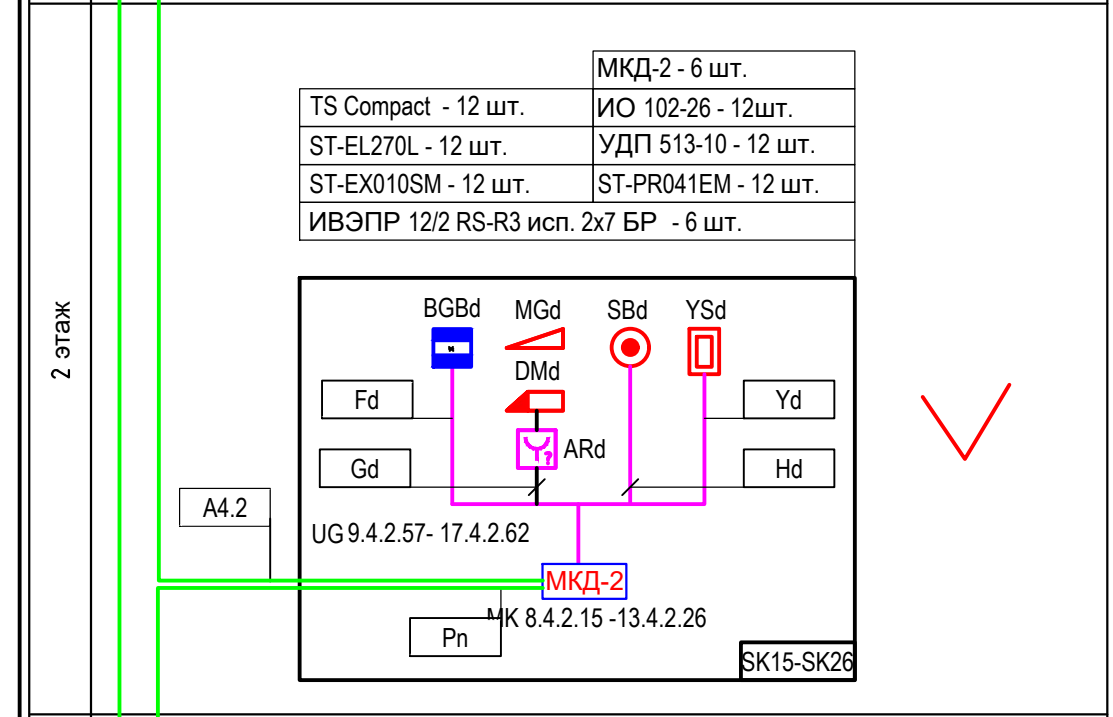 МКД-2 - 6 шт.
TS Compact - 12 шт.
ИО 102-26 - 12шт.
ST-EL270L - 12 шт.
УДП 513-10 - 12 шт.
ST-EX010SM - 12 шт.
ST-PR041EM - 12 шт.
ИВЭПР 12/2 RS-R3 исп. 2x7 БР - 6 шт.
2 этаж
BGBd
MGd
SBd
YSd
DMd
Fd
Yd
ARd
?
Gd
Hd
A4.2
UG 9.4.2.57- 17.4.2.62
МКД-2
MK 8.4.2.15 -13.4.2.26
Pn
SK15-SK26